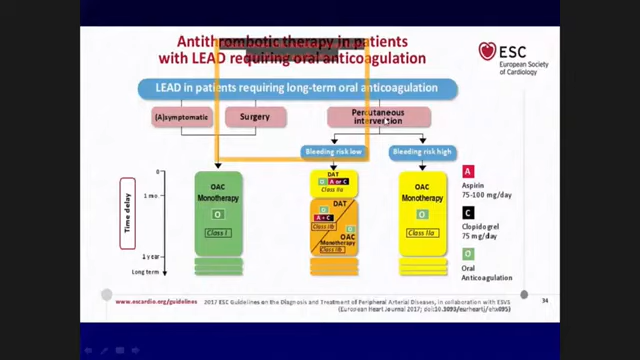 Antithrombotic therapy in patients
with LEAD requiring oral anticoagulation
ESC
European Society
of Cardiology
LEAD in patients requiring long-term oral anticoagulation
(A)symptomatic
Surgery
Percutaneous
intervention
Bleeding risk low
Bleeding risk high
Time delay
0
1 mo
1 year
Long term
OAC
Monotherapy
O
Class I
DAT
O A or C
Class IIa
DAT
O
A + C
Class IIb
OAC
Monotherapy
Class IIb
OAC
Monotherapy
O
Class IIa
A
Aspirin
75-100 mg/day
C
Clopidogrel
75 mg/day
O
Oral
Anticoagulation
www.escardio.org/guidelines
2017 ESC Guidelines on the Diagnosis and Treatment of Peripheral Arterial Diseases, in collaboration with ESVS
(European Heart Journal 2017; doi:10.1093/eurheartj/ehx095)
34